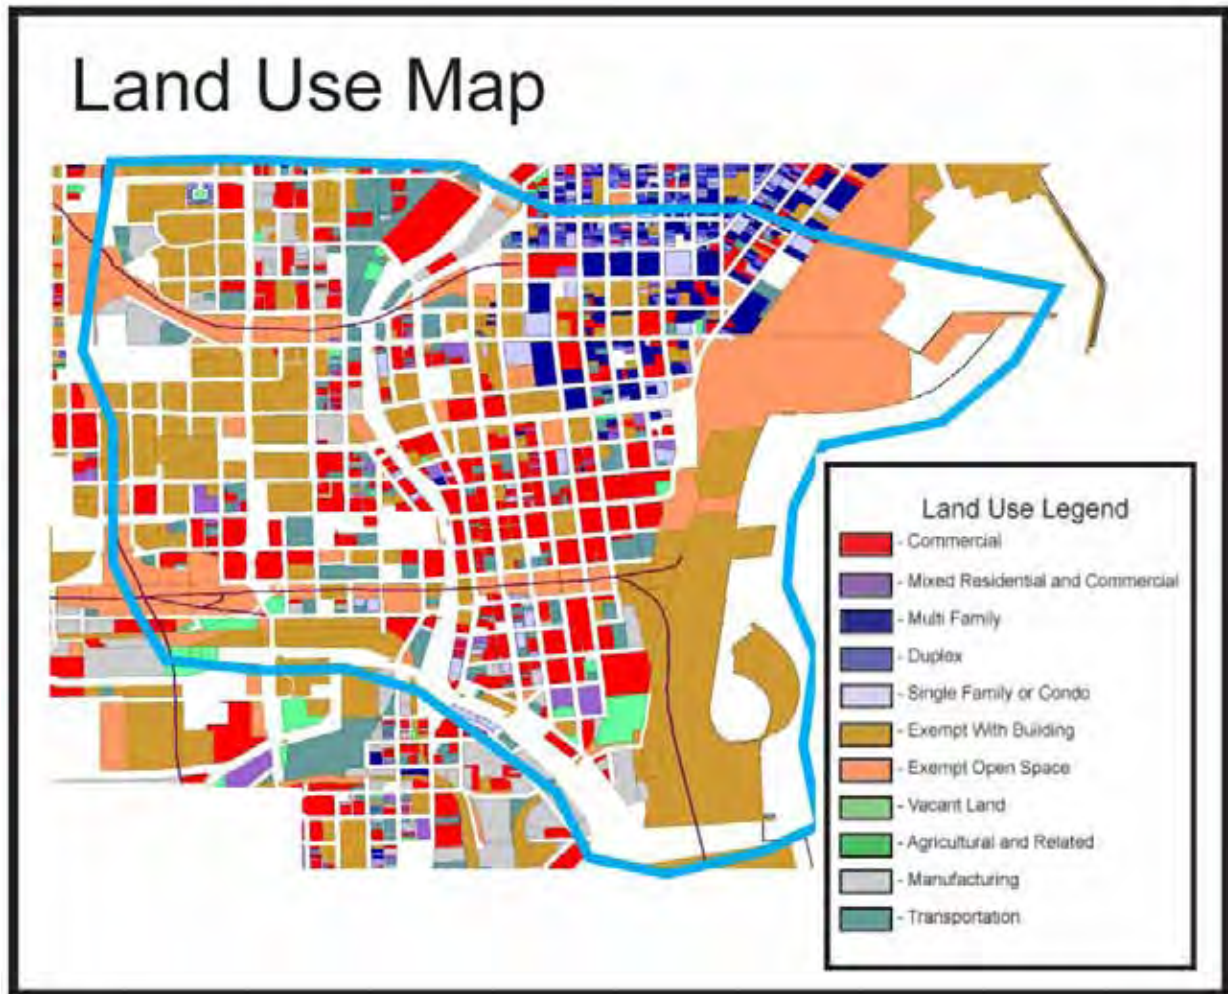 Land Use Map
Land Use Legend
- Commercial
- Mixed Residential and Commercial
- Multi Family
- Duplex
- Single Family or Condo
- Exempt With Building
- Exempt Open Space
- Vacant Land
- Agricultural and Related
- Manufacturing
- Transportation